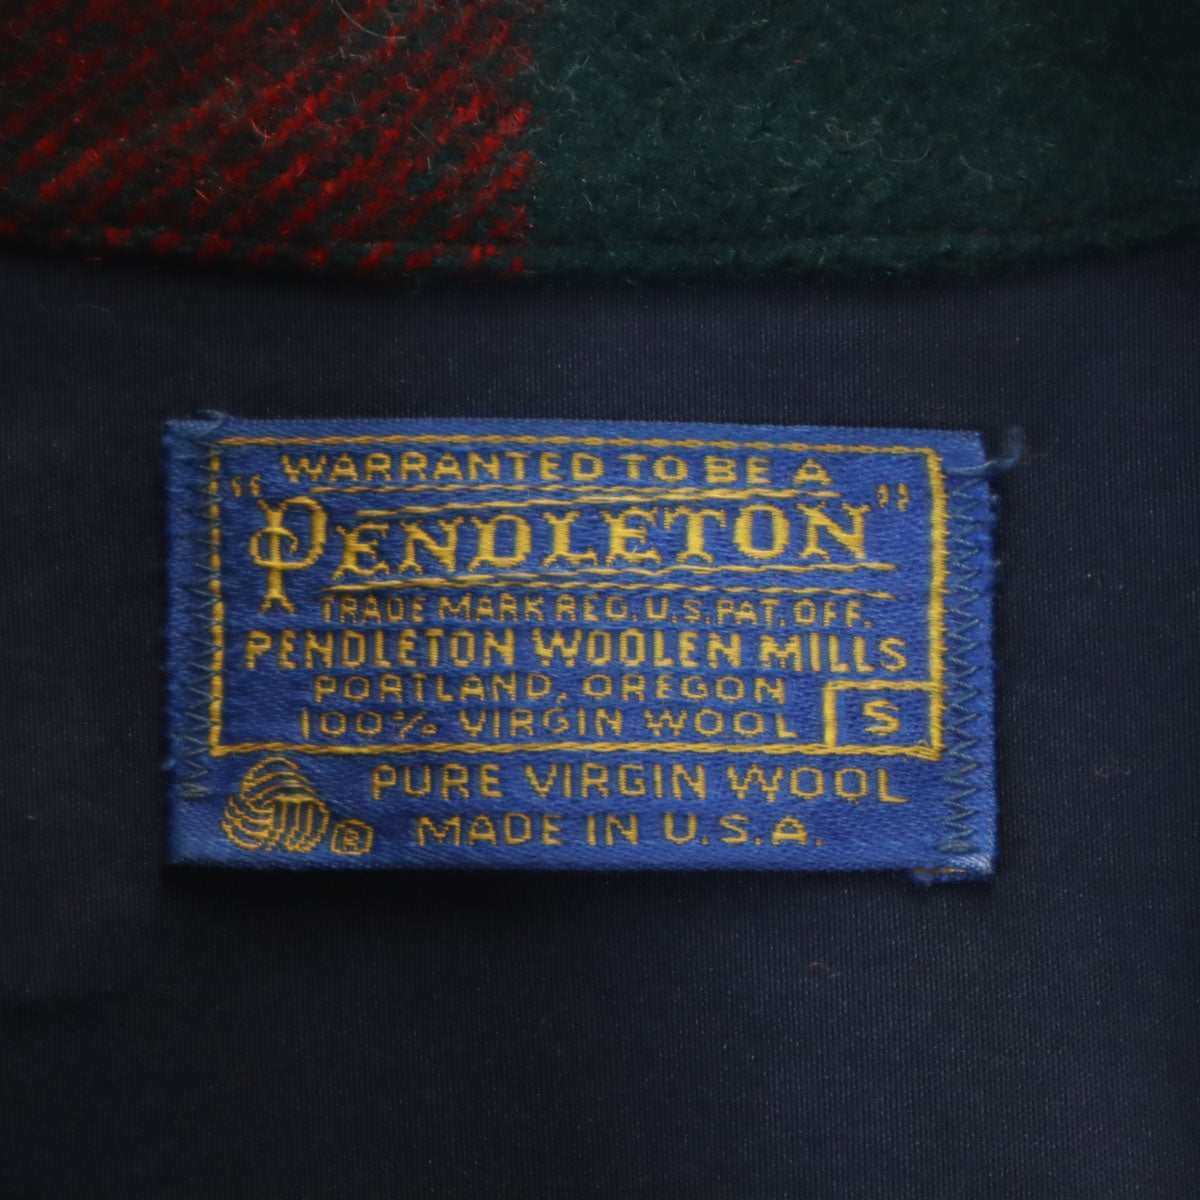 WARRANTED TO BE A
"PENDLETON"
TRADE MARK REG. U.S. PAT. OFF.
PENDLETON WOOLEN MILLS
PORTLAND, OREGON
100% VIRGIN WOOL
S
PURE VIRGIN WOOL
® MADE IN U.S.A.